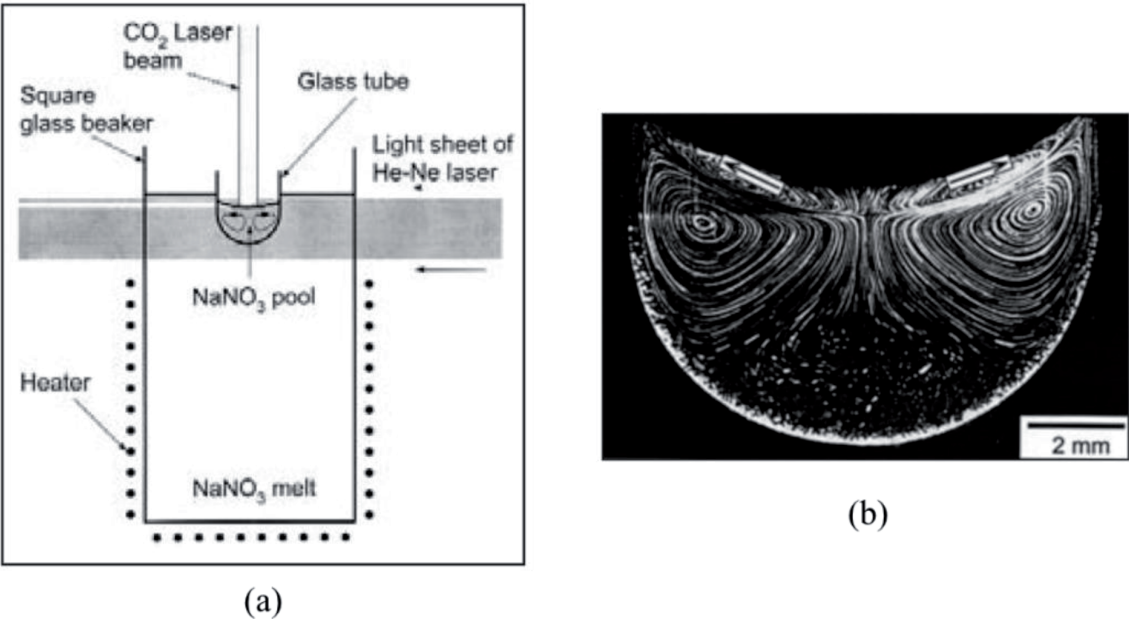 CO2 Laser
beam
Glass tube
Square
glass beaker
Light sheet of
He-Ne laser
NaNO3 pool
Heater
NaNO3 melt
(a)
2 mm
(b)